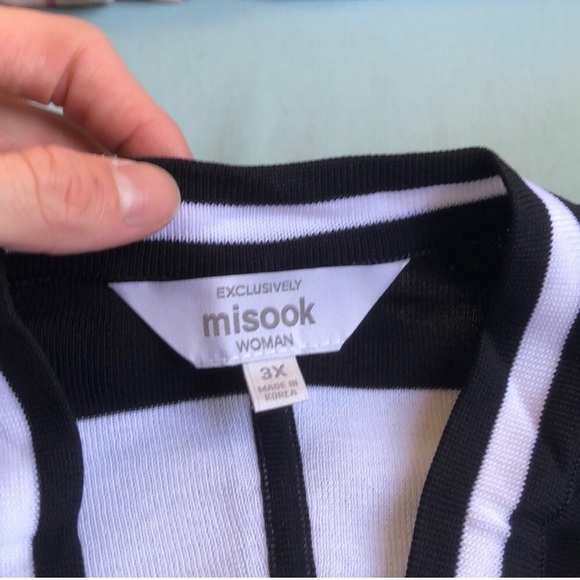 EXCLUSIVELY
misook
WOMAN
3X
MADE IN
KOREA